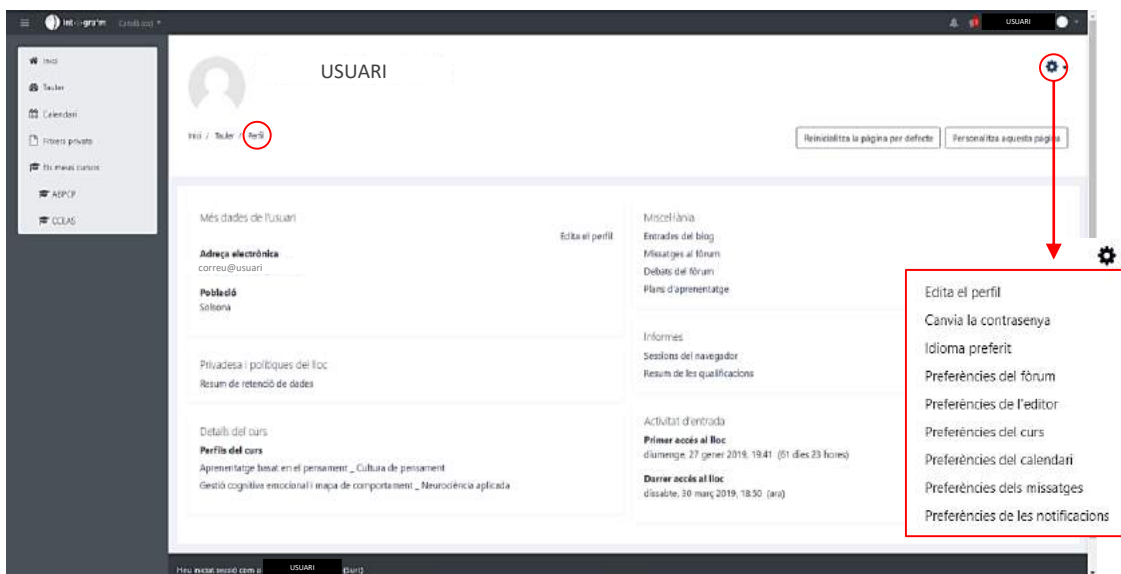 int·e·gra'm Català (ca)
USUARI
Inici
Tauler
Calendari
Fitxers privats
Els meus cursos
ABPCP
CCEAS
USUARI
Inici / Tauler / Perfil
Reinicialitza la pàgina per defecte
Personalitza aquesta pàgina
Més dades de l'usuari
Edita el perfil
Adreça electrònica
correu@usuari
Població
Solsona
Privadesa i polítiques del lloc
Resum de retenció de dades
Detalls del curs
Perfils del curs
Aprenentatge basat en el pensament _ Cultura de pensament
Gestió cognitiva emocional i mapa de comportament _ Neurociència aplicada
Miscel·lània
Entrades del blog
Missatges al fòrum
Debats del fòrum
Plans d'aprenentatge
Informes
Sessions del navegador
Resum de les qualificacions
Activitat d'entrada
Primer accés al lloc
diumenge, 27 gener 2019, 19:41 (61 dies 23 hores)
Darrer accés al lloc
dissabte, 30 març 2019, 18:50 (ara)
Edita el perfil
Canvia la contrasenya
Idioma preferit
Preferències del fòrum
Preferències de l'editor
Preferències del curs
Preferències del calendari
Preferències dels missatges
Preferències de les notificacions
Heu iniciat sessió com a USUARI (Surt)